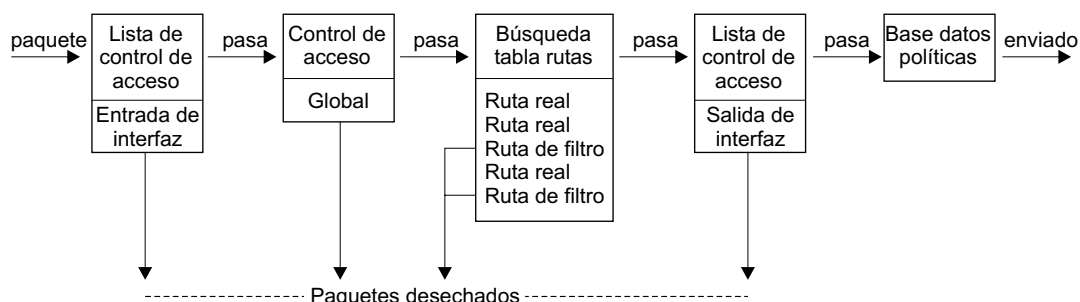 paquete
Lista de
control de
acceso
Entrada de
interfaz
pasa
Control de
acceso
Global
pasa
Búsqueda
tabla rutas
Ruta real
Ruta real
Ruta de filtro
Ruta real
Ruta de filtro
pasa
Lista de
control de
acceso
Salida de
interfaz
pasa
Base datos
políticas
enviado
Paquetes desechados